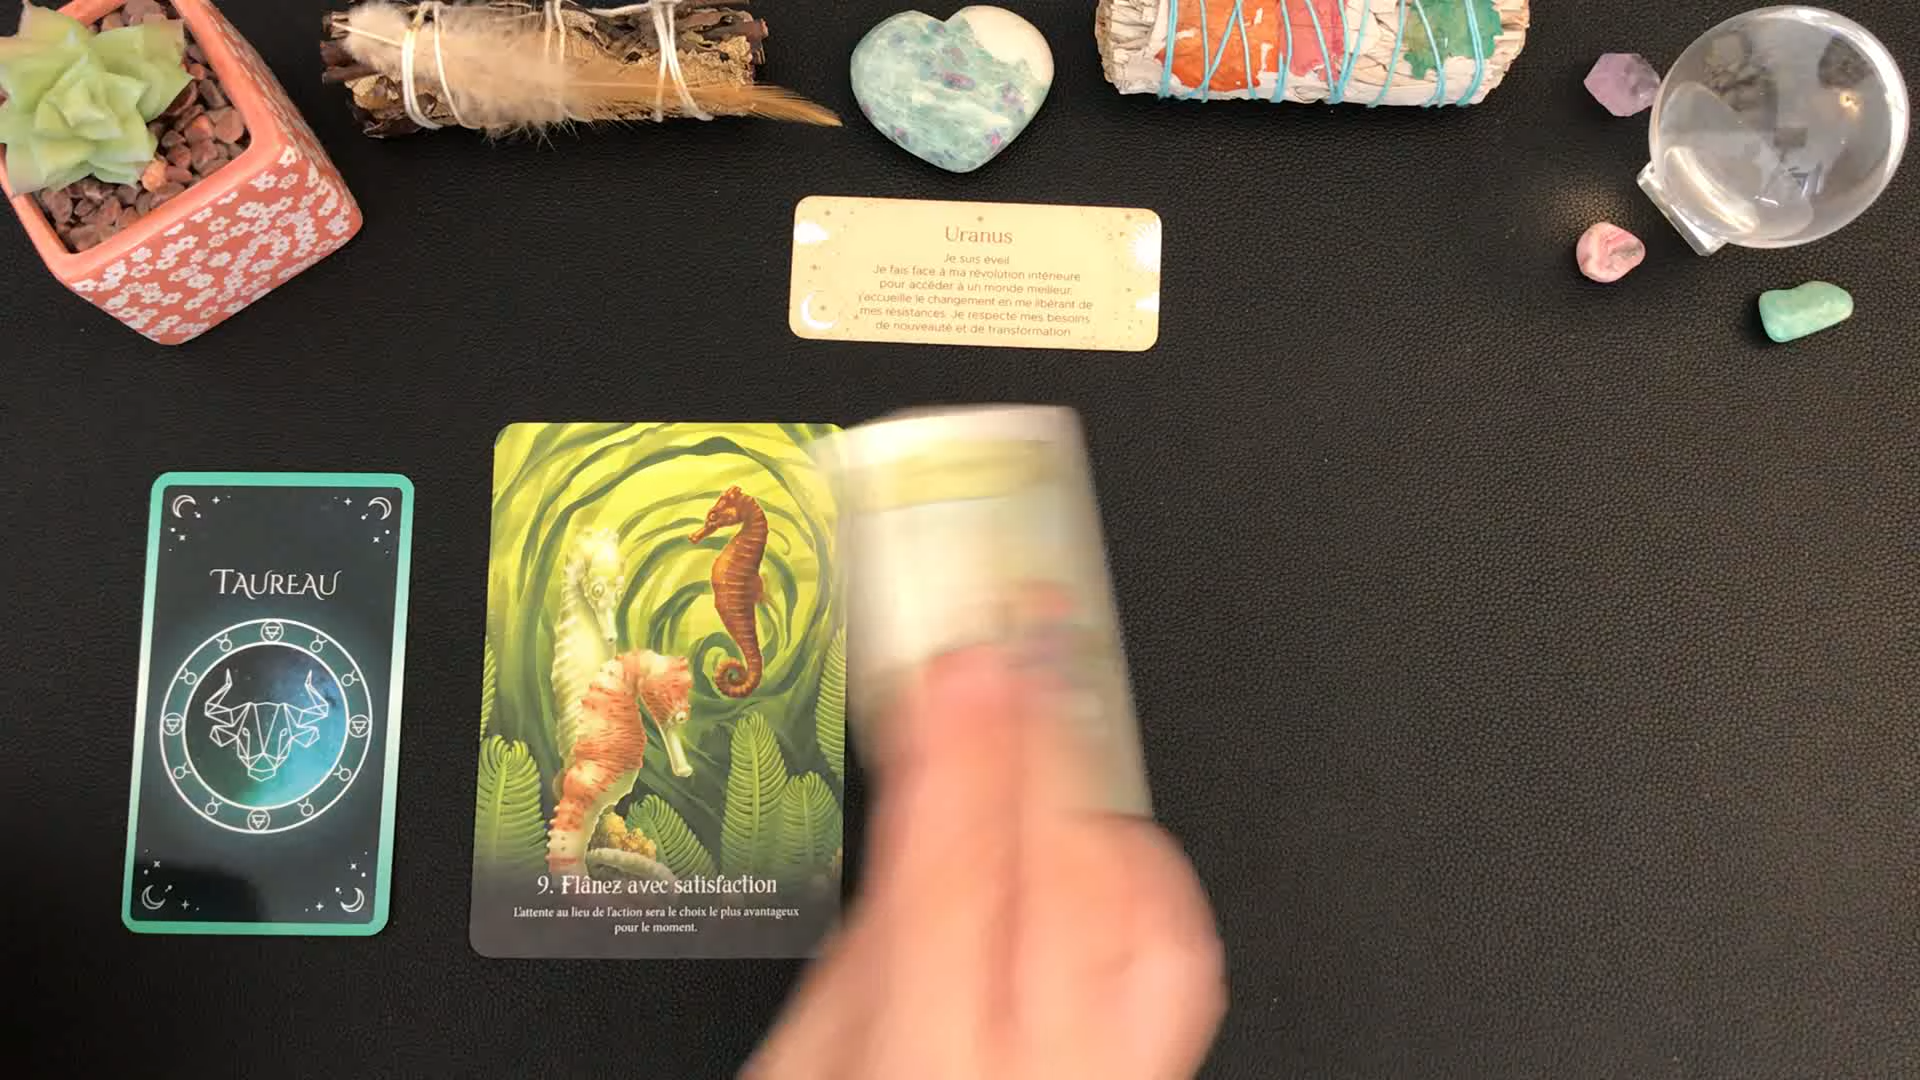 Uranus
Je suis éveil
Je fais face à ma révolution intérieure
pour accéder à un monde meilleur,
j'accueille le changement en me libérant de
mes résistances. Je respecte mes besoins
de nouveauté et de transformation
TAUREAU
9. Flânez avec satisfaction
L'attente au lieu de l'action sera le choix le plus avantageux
pour le moment.